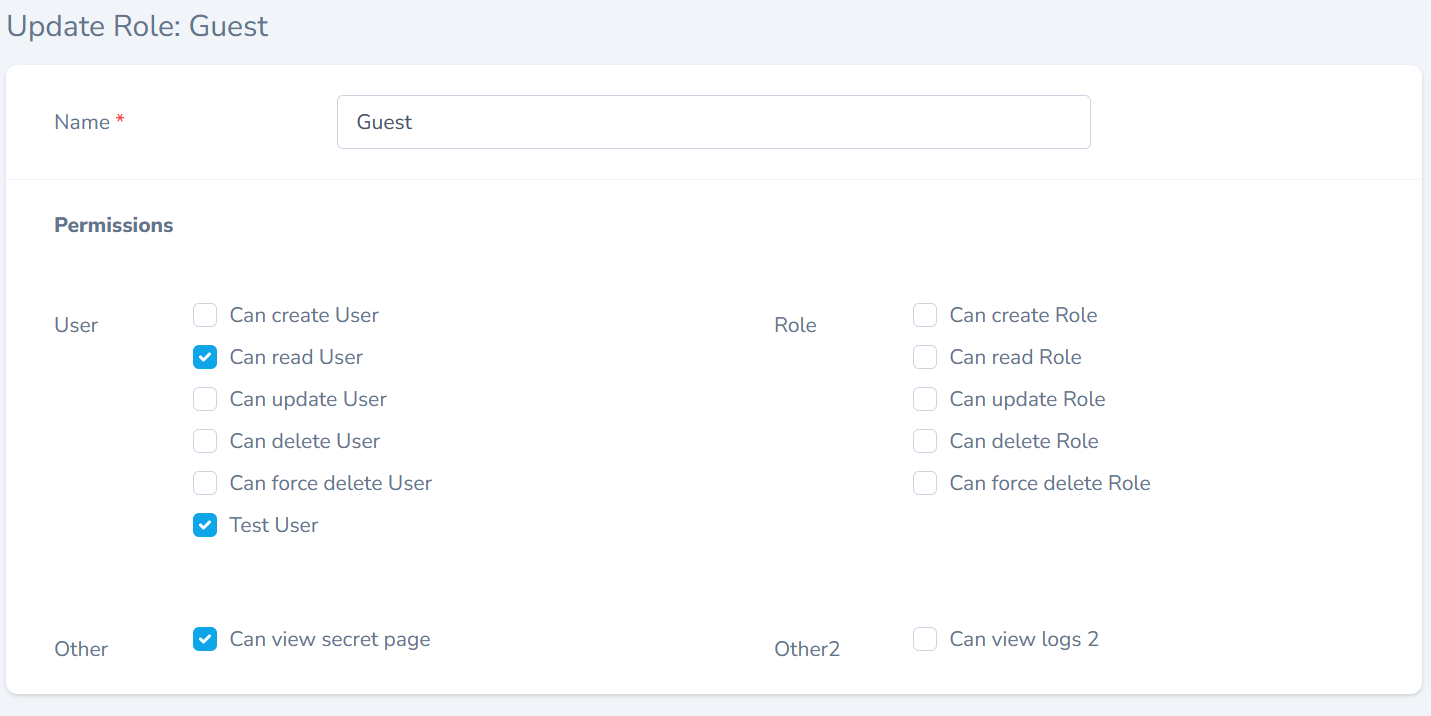 Update Role: Guest
Name *
Guest
Permissions
User
Can create User
Can read User
Can update User
Can delete User
Can force delete User
Test User
Role
Can create Role
Can read Role
Can update Role
Can delete Role
Can force delete Role
Other
Can view secret page
Other2
Can view logs 2